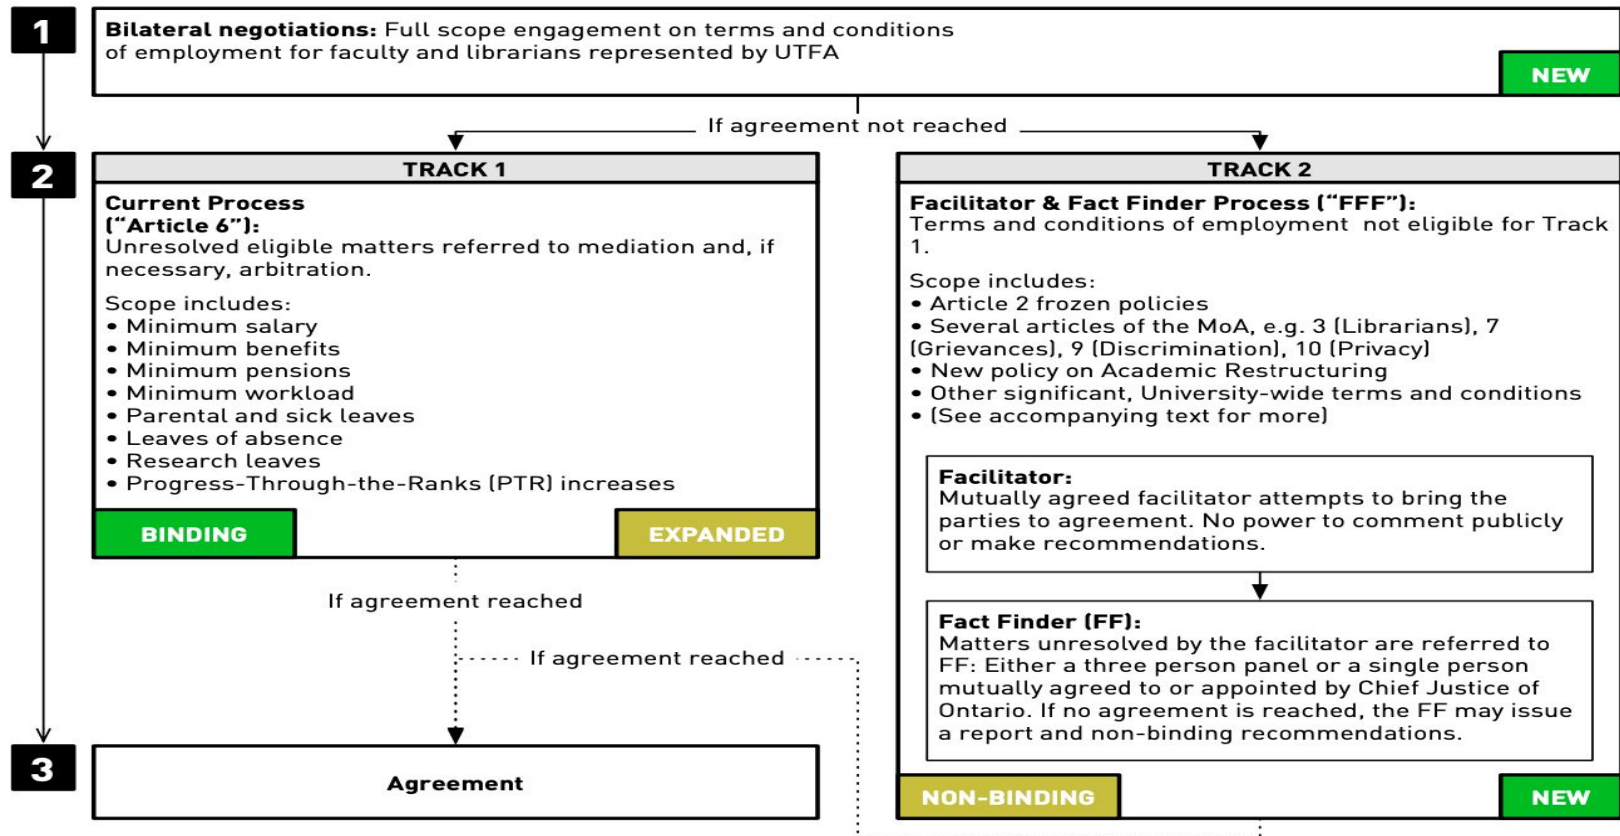 1
Bilateral negotiations: Full scope engagement on terms and conditions
of employment for faculty and librarians represented by UTFA
NEW
If agreement not reached
2
TRACK 1
Current Process
(“Article 6”):
Unresolved eligible matters referred to mediation and, if
necessary, arbitration.
Scope includes:
• Minimum salary
• Minimum benefits
• Minimum pensions
• Minimum workload
• Parental and sick leaves
• Leaves of absence
• Research leaves
• Progress-Through-the-Ranks (PTR) increases
BINDING
EXPANDED
TRACK 2
Facilitator & Fact Finder Process (“FFF”):
Terms and conditions of employment not eligible for Track
1.
Scope includes:
• Article 2 frozen policies
• Several articles of the MoA, e.g. 3 (Librarians), 7
(Grievances), 9 (Discrimination), 10 (Privacy)
• New policy on Academic Restructuring
• Other significant, University-wide terms and conditions
• (See accompanying text for more)
Facilitator:
Mutually agreed facilitator attempts to bring the
parties to agreement. No power to comment publicly
or make recommendations.
Fact Finder (FF):
Matters unresolved by the facilitator are referred to
FF: Either a three person panel or a single person
mutually agreed to or appointed by Chief Justice of
Ontario. If no agreement is reached, the FF may issue
a report and non-binding recommendations.
NON-BINDING
NEW
If agreement reached
If agreement reached
3
Agreement